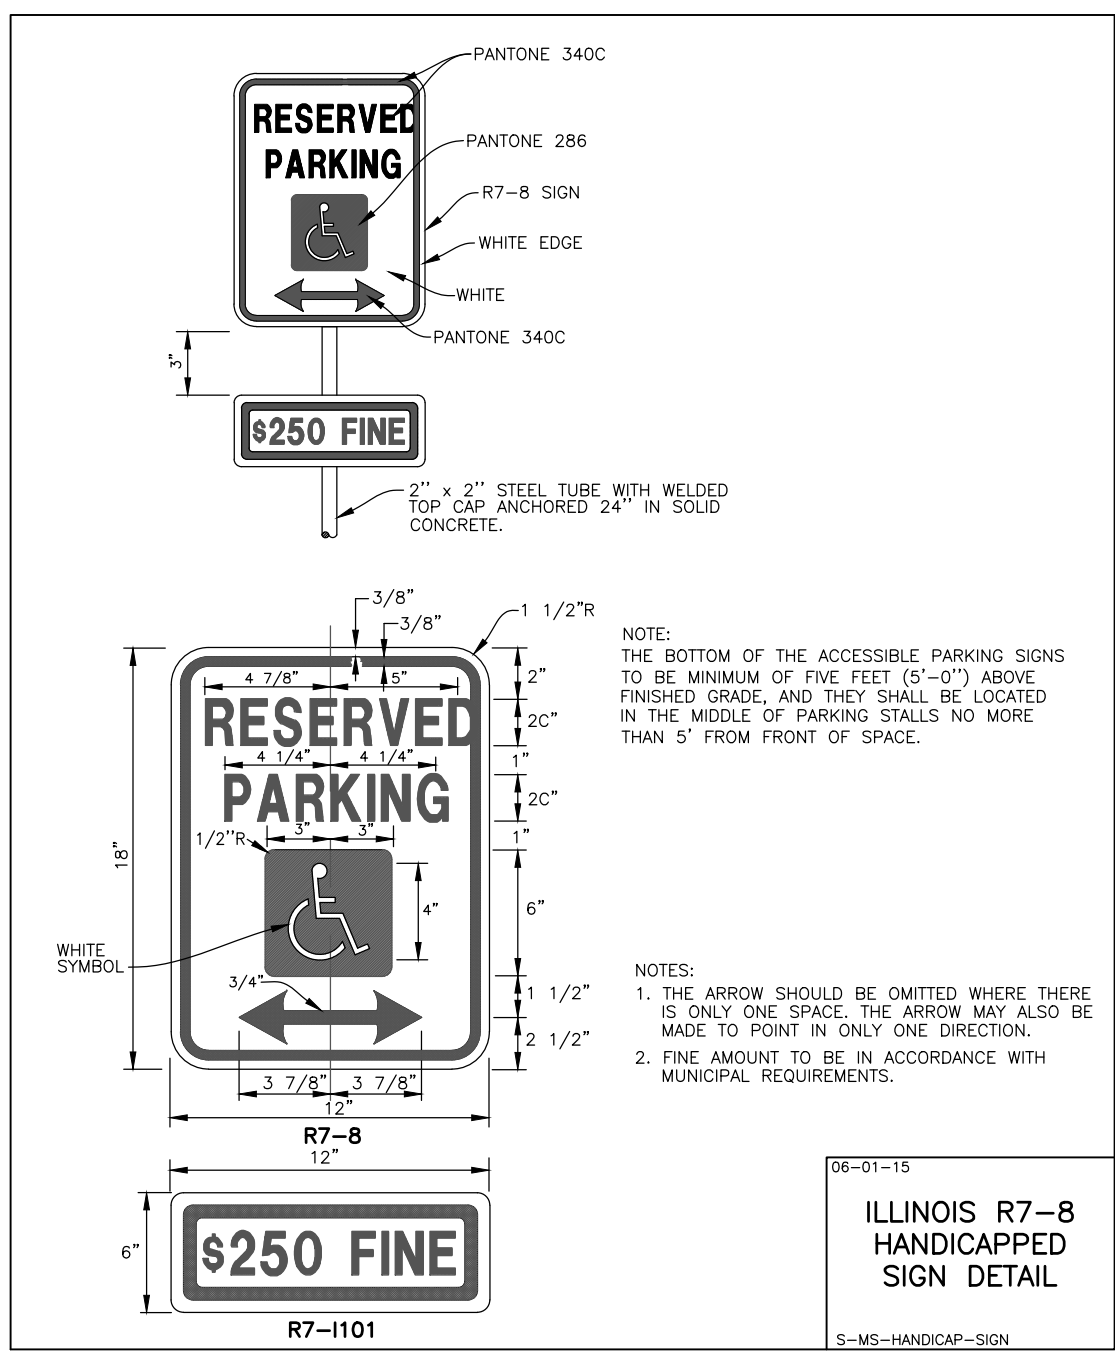 PANTONE 340C
RESERVED
PARKING
PANTONE 286
R7-8 SIGN
WHITE EDGE
WHITE
PANTONE 340C
3"
$250 FINE
2'' x 2'' STEEL TUBE WITH WELDED
TOP CAP ANCHORED 24'' IN SOLID
CONCRETE.
3/8"
3/8"
1 1/2"R
4 7/8"
5"
2"
RESERVED
2C"
4 1/4"
4 1/4"
1"
PARKING
2C"
3"
3"
1"
1/2''R
18"
6"
4"
WHITE
SYMBOL
3/4"
1 1/2"
2 1/2"
3 7/8"
3 7/8"
12"
R7-8
12"
6"
$250 FINE
R7-I101
NOTE:
THE BOTTOM OF THE ACCESSIBLE PARKING SIGNS
TO BE MINIMUM OF FIVE FEET (5'-0") ABOVE
FINISHED GRADE, AND THEY SHALL BE LOCATED
IN THE MIDDLE OF PARKING STALLS NO MORE
THAN 5' FROM FRONT OF SPACE.
NOTES:
1. THE ARROW SHOULD BE OMITTED WHERE THERE
IS ONLY ONE SPACE. THE ARROW MAY ALSO BE
MADE TO POINT IN ONLY ONE DIRECTION.
2. FINE AMOUNT TO BE IN ACCORDANCE WITH
MUNICIPAL REQUIREMENTS.
06-01-15
ILLINOIS R7-8
HANDICAPPED
SIGN DETAIL
S-MS-HANDICAP-SIGN